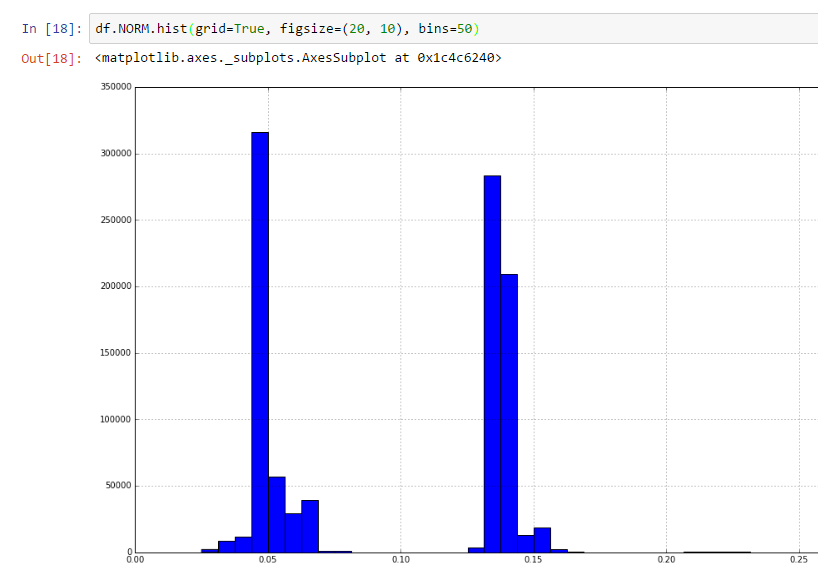 In [18]: df.NORM.hist(grid=True, figsize=(20, 10), bins=50)
Out[18]: <matplotlib.axes._subplots.AxesSubplot at 0x1c4c6240>
350000
300000
250000
200000
150000
100000
50000
0
0.00 0.05 0.10 0.15 0.20 0.25